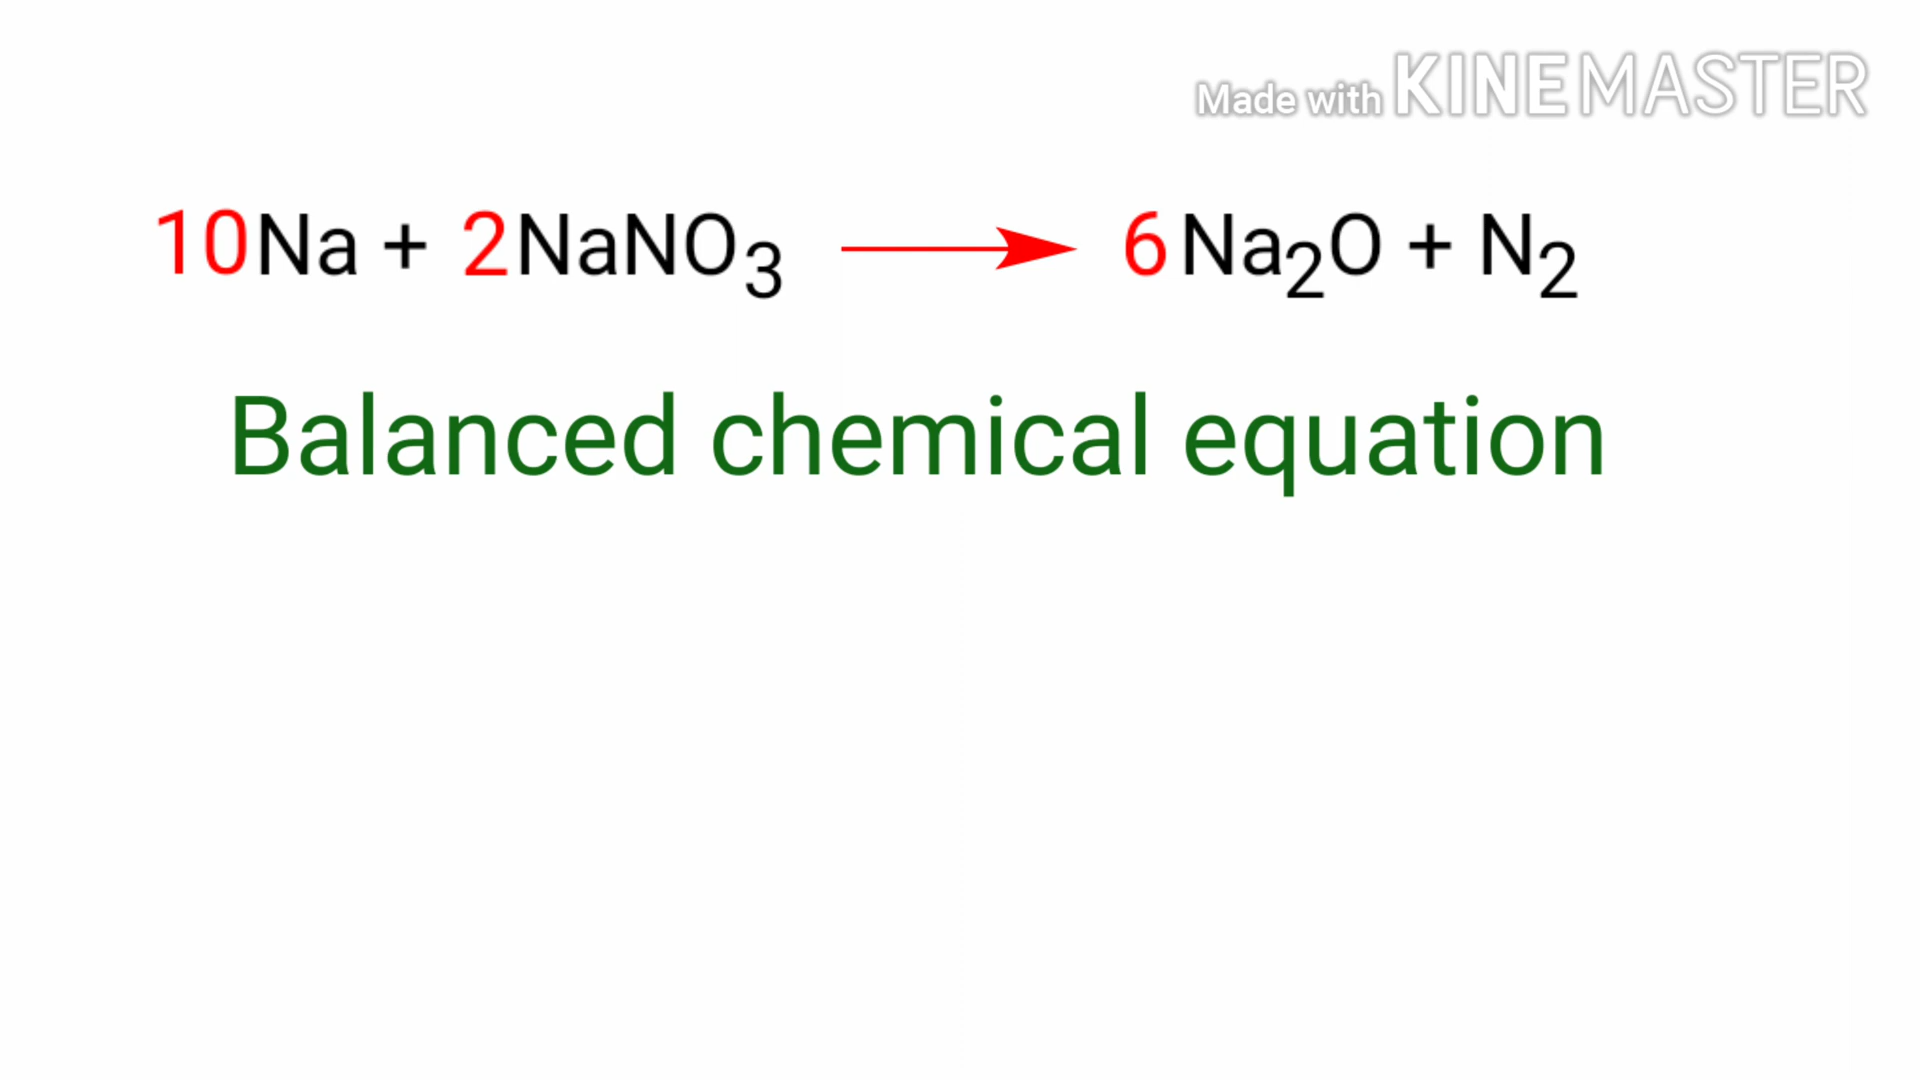 Made with KINEMASTER
10Na + 2NaNO₃ → 6Na₂O + N₂
Balanced chemical equation